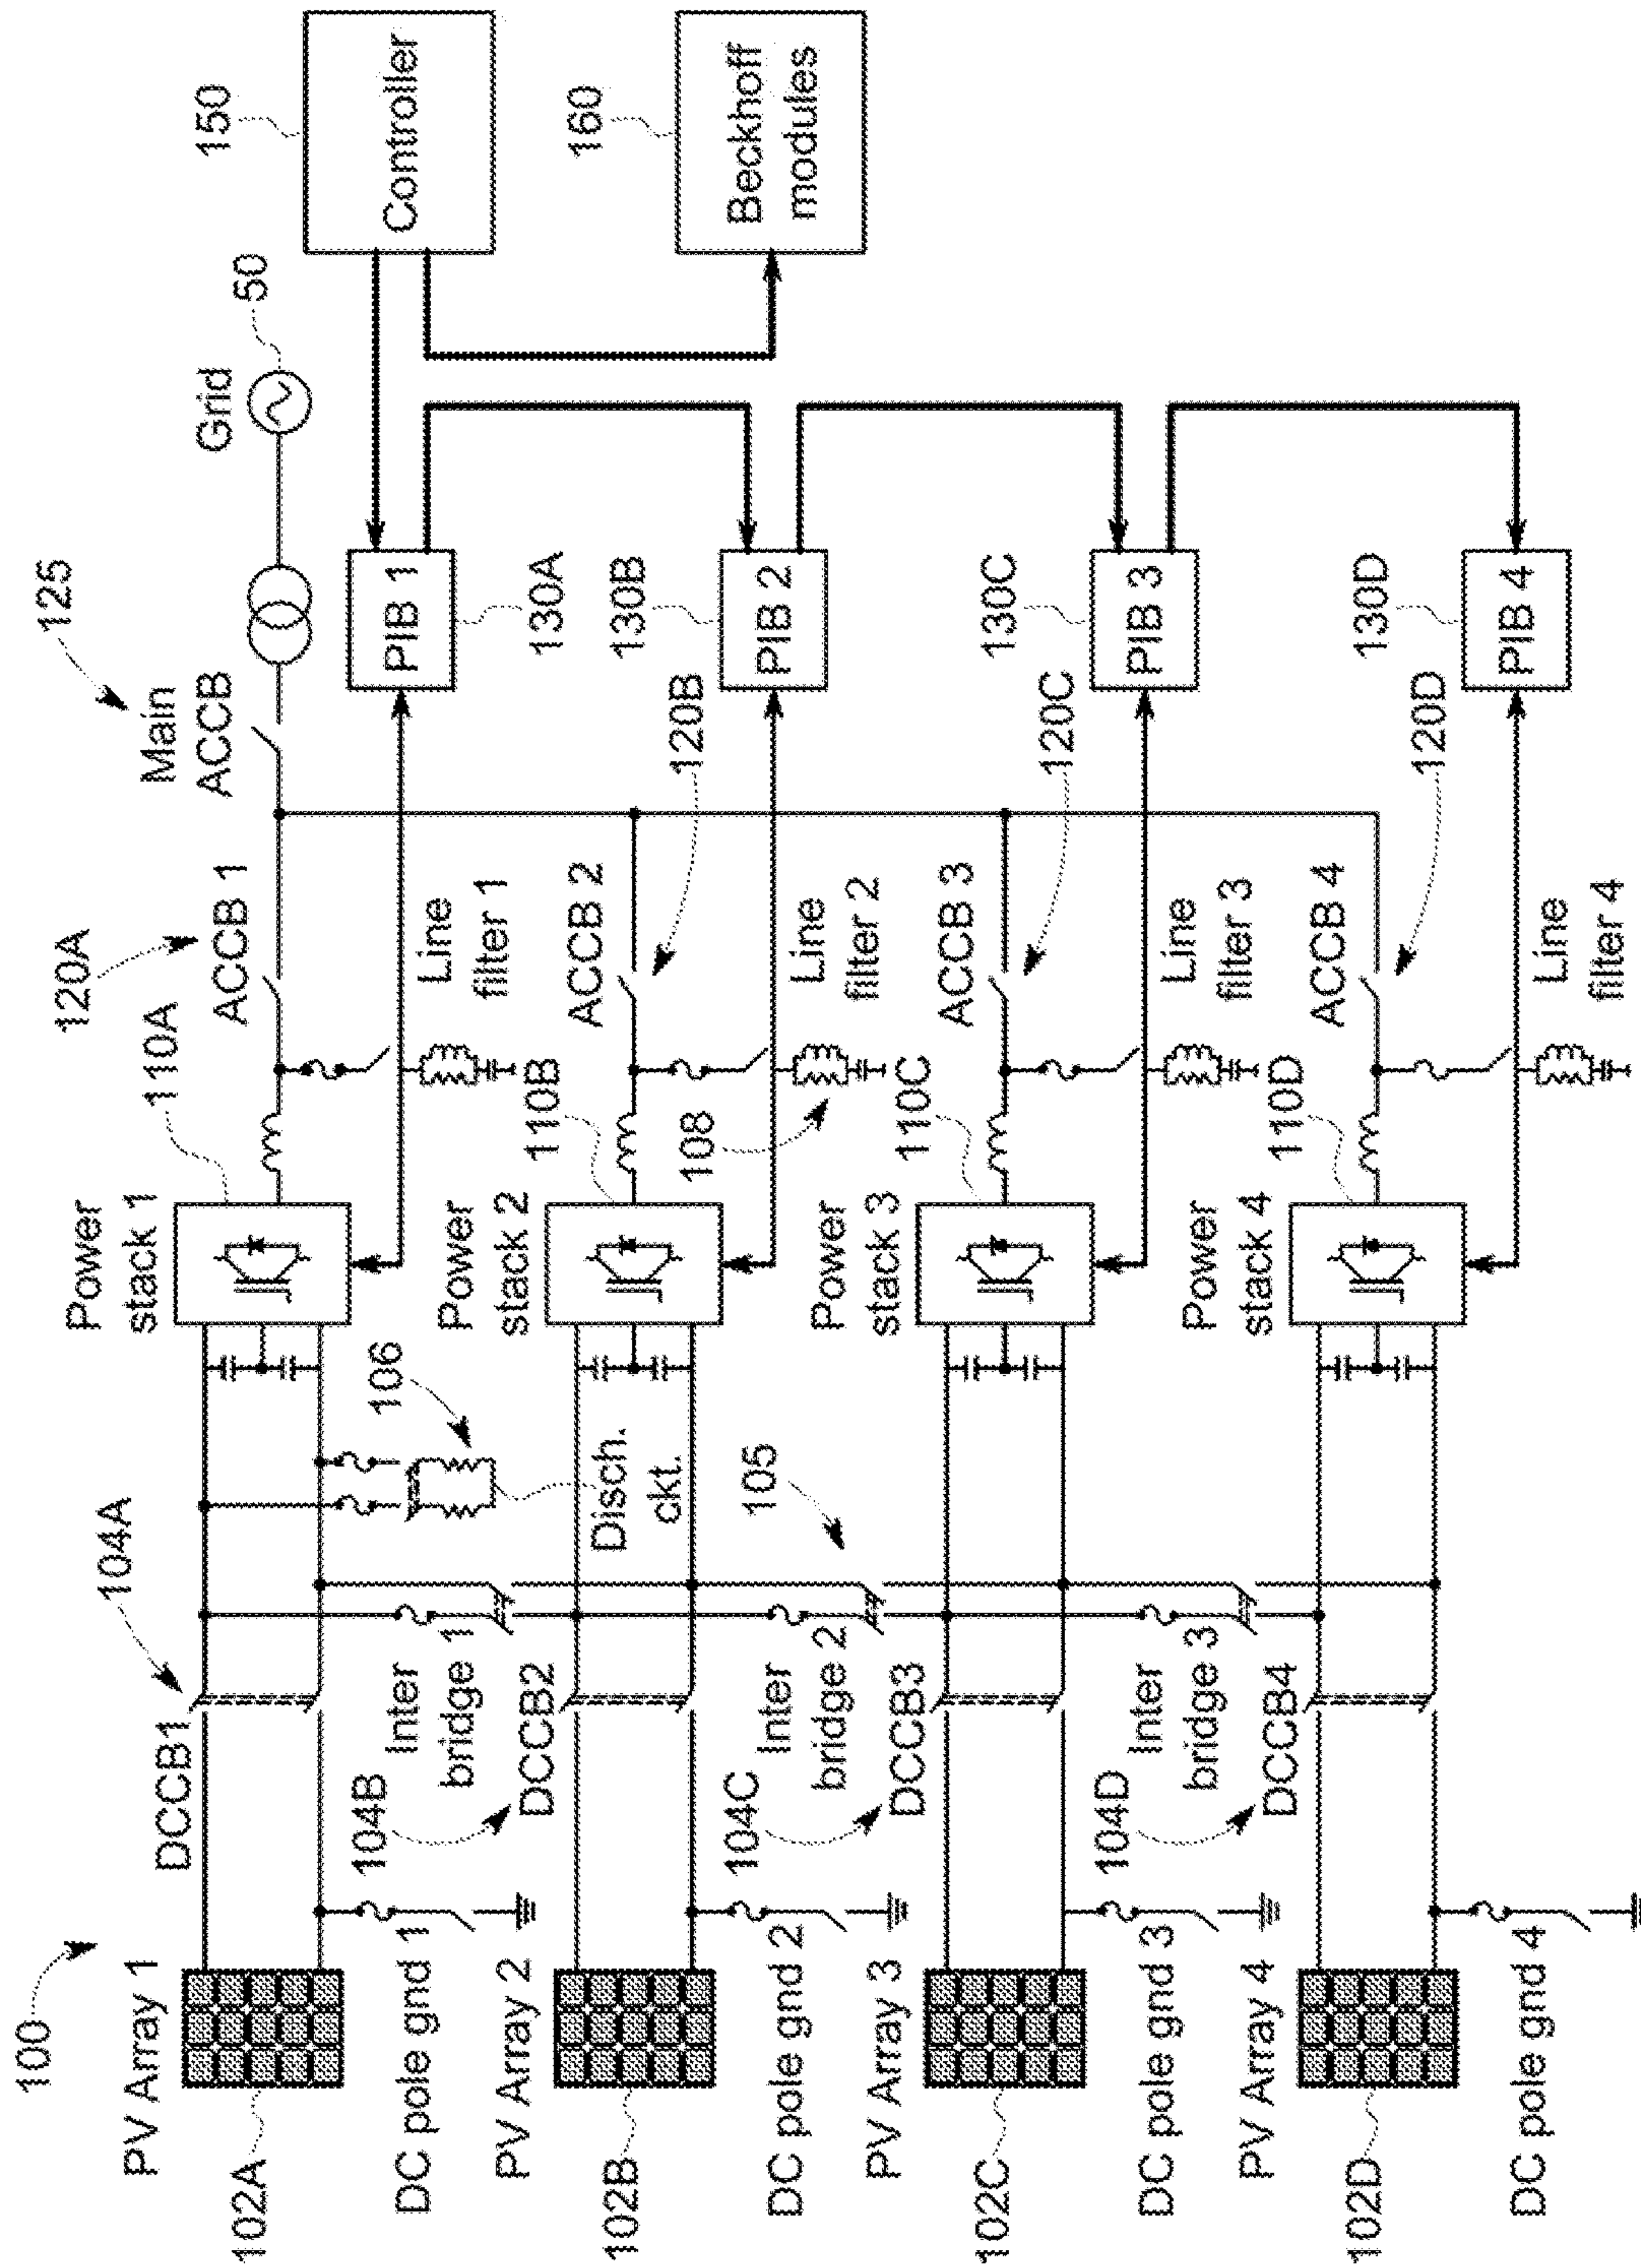 100
PV Array 1
102A
DCCB1
104A
DC pole gnd 1
Inter
bridge 1
106
Disch.
ckt.
Power
stack 1
110A
120A
ACCB 1
Line
filter 1
Main
ACCB
125
Grid
50
PIB 1
130A
Controller
150
PV Array 2
102B
104B
DCCB2
DC pole gnd 2
Inter
bridge 2
105
Power
stack 2
110B
108
ACCB 2
120B
Line
filter 2
PIB 2
130B
Beckhoff
modules
160
PV Array 3
102C
104C
DCCB3
DC pole gnd 3
Inter
bridge 3
Power
stack 3
110C
ACCB 3
120C
Line
filter 3
PIB 3
130C
PV Array 4
102D
104D
DCCB4
DC pole gnd 4
Power
stack 4
110D
ACCB 4
120D
Line
filter 4
PIB 4
130D